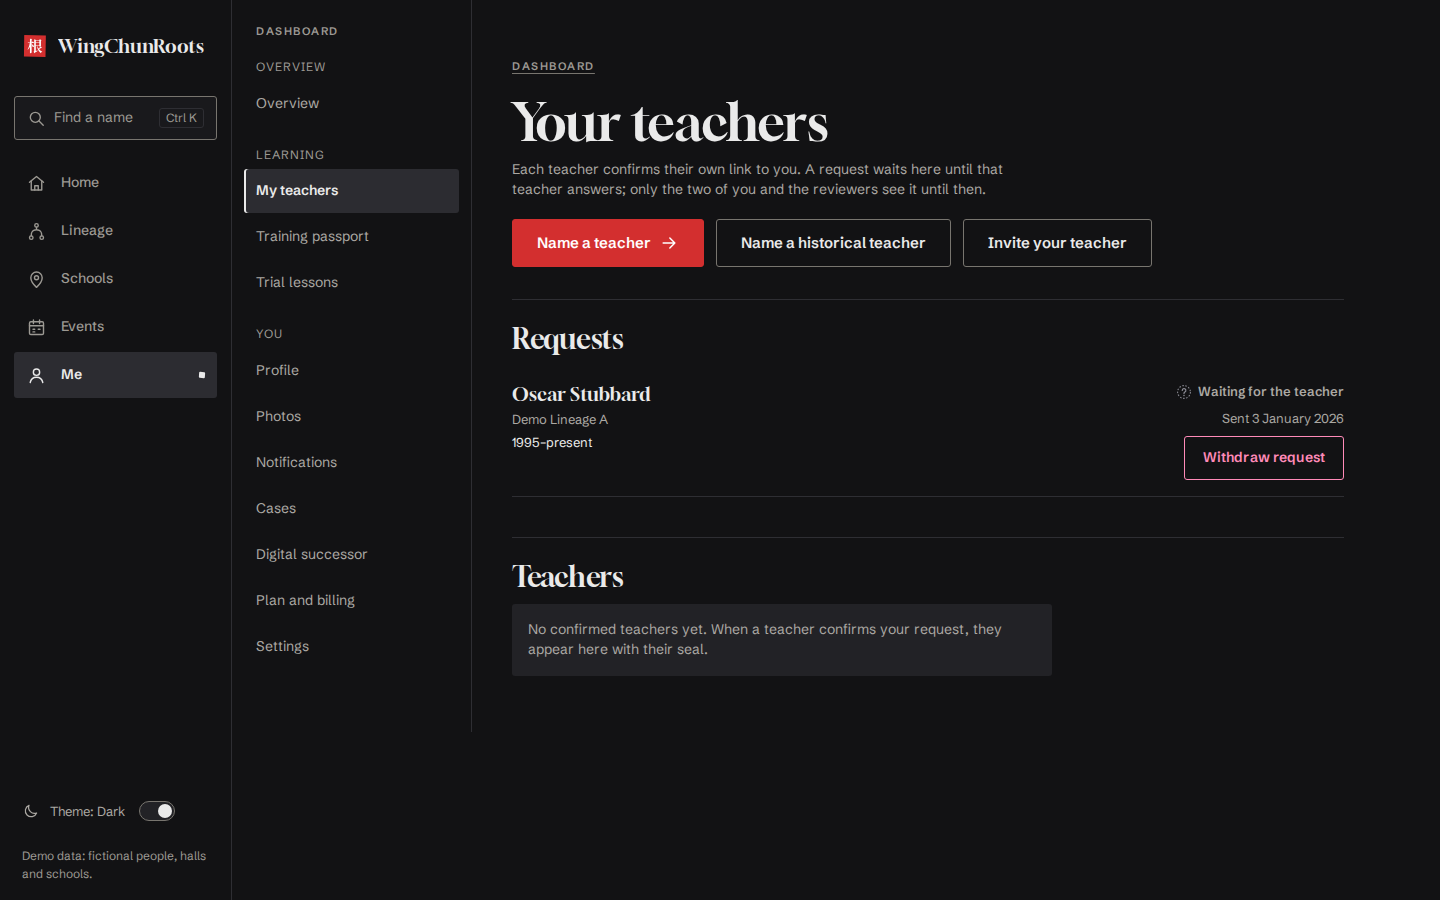 根 WingChunRoots
Find a name Ctrl K
Home
Lineage
Schools
Events
Me
Theme: Dark
Demo data: fictional people, halls
and schools.
DASHBOARD
OVERVIEW
Overview
LEARNING
My teachers
Training passport
Trial lessons
YOU
Profile
Photos
Notifications
Cases
Digital successor
Plan and billing
Settings
DASHBOARD
Your teachers
Each teacher confirms their own link to you. A request waits here until that
teacher answers; only the two of you and the reviewers see it until then.
Name a teacher → Name a historical teacher Invite your teacher
Requests
Oscar Stubbard
Demo Lineage A
1995–present
Waiting for the teacher
Sent 3 January 2026
Withdraw request
Teachers
No confirmed teachers yet. When a teacher confirms your request, they
appear here with their seal.